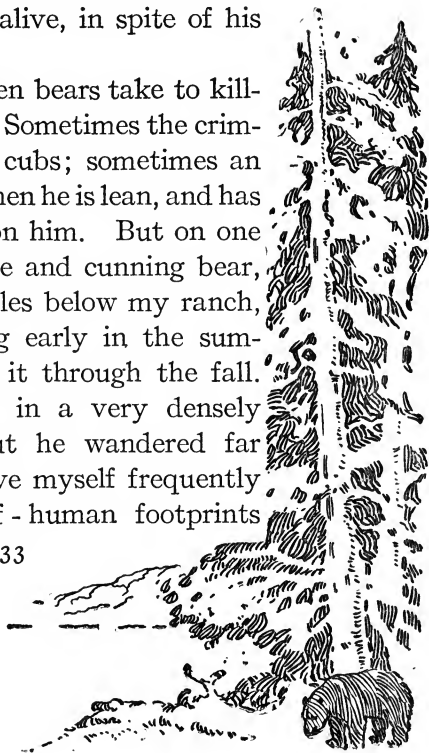 alive, in spite of his
en bears take to kill-
Sometimes the crim-
cubs; sometimes an
hen he is lean, and has
on him. But on one
e and cunning bear,
les below my ranch,
g early in the sum-
it through the fall.
in a very densely
ut he wandered far
ve myself frequently
f-human footprints
33